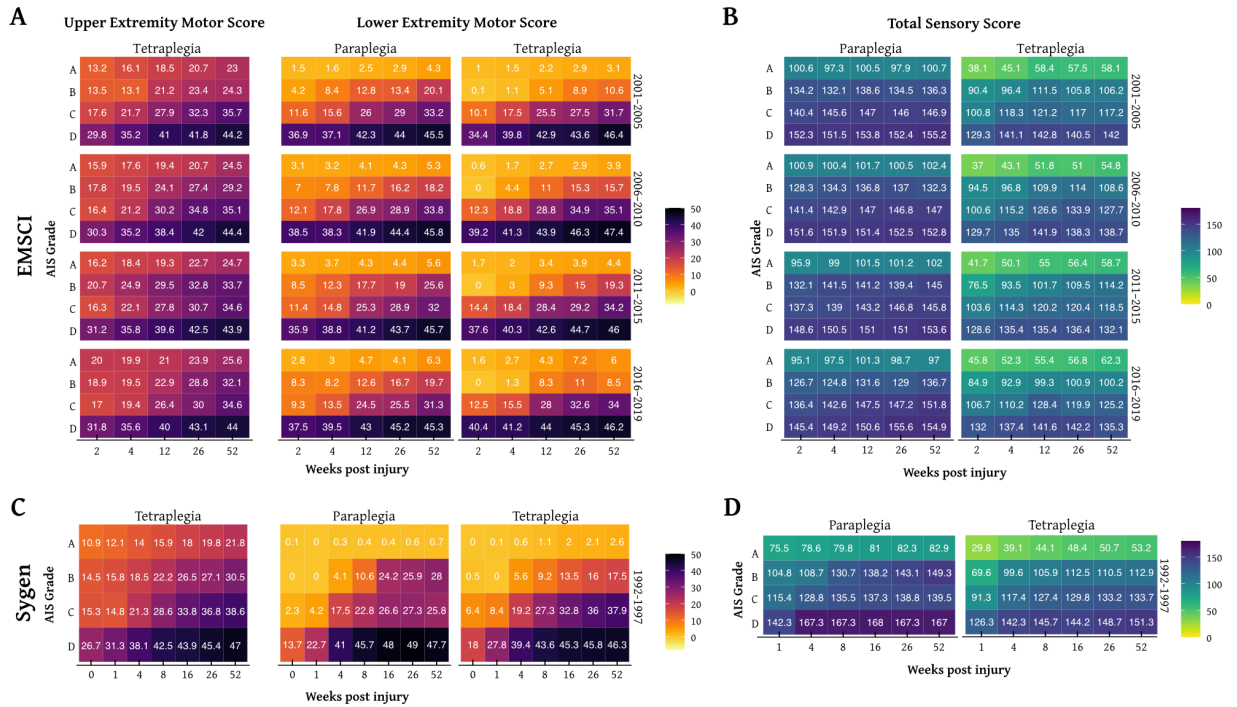 A
Upper Extremity Motor Score
Lower Extremity Motor Score
Tetraplegia
Paraplegia
Tetraplegia
EMSCI
AIS Grade
A 13.2 16.1 18.5 20.7 23 1.5 1.6 2.5 2.9 4.3 1 1.5 2.2 2.9 3.1
B 13.5 13.1 21.2 23.4 24.3 4.2 8.4 12.8 13.4 20.1 0.1 1.1 5.1 8.9 10.6
C 17.6 21.7 27.9 32.3 35.7 11.6 15.6 26 29 33.2 10.1 17.5 25.5 27.5 31.7
D 29.8 35.2 41 41.8 44.2 36.9 37.1 42.3 44 45.5 34.4 39.8 42.9 43.6 46.4
2001-2005
A 15.9 17.6 19.4 20.7 24.5 3.1 3.2 4.1 4.3 5.3 0.6 1.7 2.7 2.9 3.9
B 17.8 19.5 24.1 27.4 29.2 7 7.8 11.7 16.2 18.2 0 4.4 11 15.3 15.7
C 16.4 21.2 30.2 34.8 35.1 12.1 17.8 26.9 28.9 33.8 12.3 18.8 28.8 34.9 35.1
D 30.3 35.2 38.4 42 44.4 38.5 38.3 41.9 44.4 45.8 39.2 41.3 43.9 46.3 47.4
2006-2010
A 16.2 18.4 19.3 22.7 24.7 3.3 3.7 4.3 4.4 5.6 1.7 2 3.4 3.9 4.4
B 20.7 24.9 29.5 32.8 33.7 8.5 12.3 17.7 19 25.6 0 3 9.3 15 19.3
C 16.3 22.1 27.8 30.7 34.6 11.4 14.8 25.3 28.9 32 14.4 18.4 28.4 29.2 34.2
D 31.2 35.8 39.6 42.5 43.9 35.9 38.8 41.2 43.7 45.7 37.6 40.3 42.6 44.7 46
2011-2015
A 20 19.9 21 23.9 25.6 2.8 3 4.7 4.1 6.3 1.6 2.7 4.3 7.2 6
B 18.9 19.5 22.9 28.8 32.1 8.3 8.2 12.6 16.7 19.7 0 1.3 8.3 11 8.5
C 17 19.4 26.4 30 34.6 9.3 13.5 24.5 25.5 31.3 12.5 15.5 28 32.6 34
D 31.8 35.6 40 43.1 44 37.5 39.5 43 45.2 45.3 40.4 41.2 44 45.3 46.2
2016-2019
2 4 12 26 52 2 4 12 26 52 2 4 12 26 52
Weeks post injury
50
40
30
20
10
0
B
Total Sensory Score
Paraplegia
Tetraplegia
AIS Grade
A 100.6 97.3 100.5 97.9 100.7 38.1 45.1 58.4 57.5 58.1
B 134.2 132.1 138.6 134.5 136.3 90.4 96.4 111.5 105.8 106.2
C 140.4 145.6 147 146 146.9 100.8 118.3 121.2 117 117.2
D 152.3 151.5 153.8 152.4 155.2 129.3 141.1 142.8 140.5 142
2001-2005
A 100.9 100.4 101.7 100.5 102.4 37 43.1 51.8 51 54.8
B 128.3 134.3 136.8 137 132.3 94.5 96.8 109.9 114 108.6
C 141.4 142.9 147 146.8 147 100.6 115.2 126.6 133.9 127.7
D 151.6 151.9 151.4 152.5 152.8 129.7 135 141.9 138.3 138.7
2006-2010
A 95.9 99 101.5 101.2 102 41.7 50.1 55 56.4 58.7
B 132.1 141.5 141.2 139.4 145 76.5 93.5 101.7 109.5 114.2
C 137.3 139 143.2 146.8 145.8 103.6 114.3 120.2 120.4 118.5
D 148.6 150.5 151 151 153.6 128.6 135.4 135.4 136.4 132.1
2011-2015
A 95.1 97.5 101.3 98.7 97 45.8 52.3 55.4 56.8 62.3
B 126.7 124.8 131.6 129 136.7 84.9 92.9 99.3 100.9 100.2
C 136.4 142.6 147.5 147.2 151.8 106.7 110.2 128.4 119.9 125.2
D 145.4 149.2 150.6 155.6 154.9 132 137.4 141.6 142.2 135.3
2016-2019
2 4 12 26 52 2 4 12 26 52
Weeks post injury
150
100
50
0
C
Tetraplegia
Paraplegia
Tetraplegia
Sygen
AIS Grade
A 10.9 12.1 14 15.9 18 19.8 21.8 0.1 0 0.3 0.4 0.4 0.6 0.7 0 0.1 0.6 1.1 2 2.1 2.6
B 14.5 15.8 18.5 22.2 26.5 27.1 30.5 0 0 4.1 10.6 24.2 25.9 28 0.5 0 5.6 9.2 13.5 16 17.5
C 15.3 14.8 21.3 28.6 33.8 36.8 38.6 2.3 4.2 17.5 22.8 26.6 27.3 25.8 6.4 8.4 19.2 27.3 32.8 36 37.9
D 26.7 31.3 38.1 42.5 43.9 45.4 47 13.7 22.7 41 45.7 48 49 47.7 18 27.8 39.4 43.6 45.3 45.8 46.3
1992-1997
0 1 4 8 16 26 52 0 1 4 8 16 26 52 0 1 4 8 16 26 52
Weeks post injury
50
40
30
20
10
0
D
Paraplegia
Tetraplegia
AIS Grade
A 75.5 78.6 79.8 81 82.3 82.9 29.8 39.1 44.1 48.4 50.7 53.2
B 104.8 108.7 130.7 138.2 143.1 149.3 69.6 99.6 105.9 112.5 110.5 112.9
C 115.4 128.8 135.5 137.3 138.8 139.5 91.3 117.4 127.4 129.8 133.2 133.7
D 142.3 167.3 167.3 168 167.3 167 126.3 142.3 145.7 144.2 148.7 151.3
1992-1997
1 4 8 16 26 52 1 4 8 16 26 52
Weeks post injury
150
100
50
0